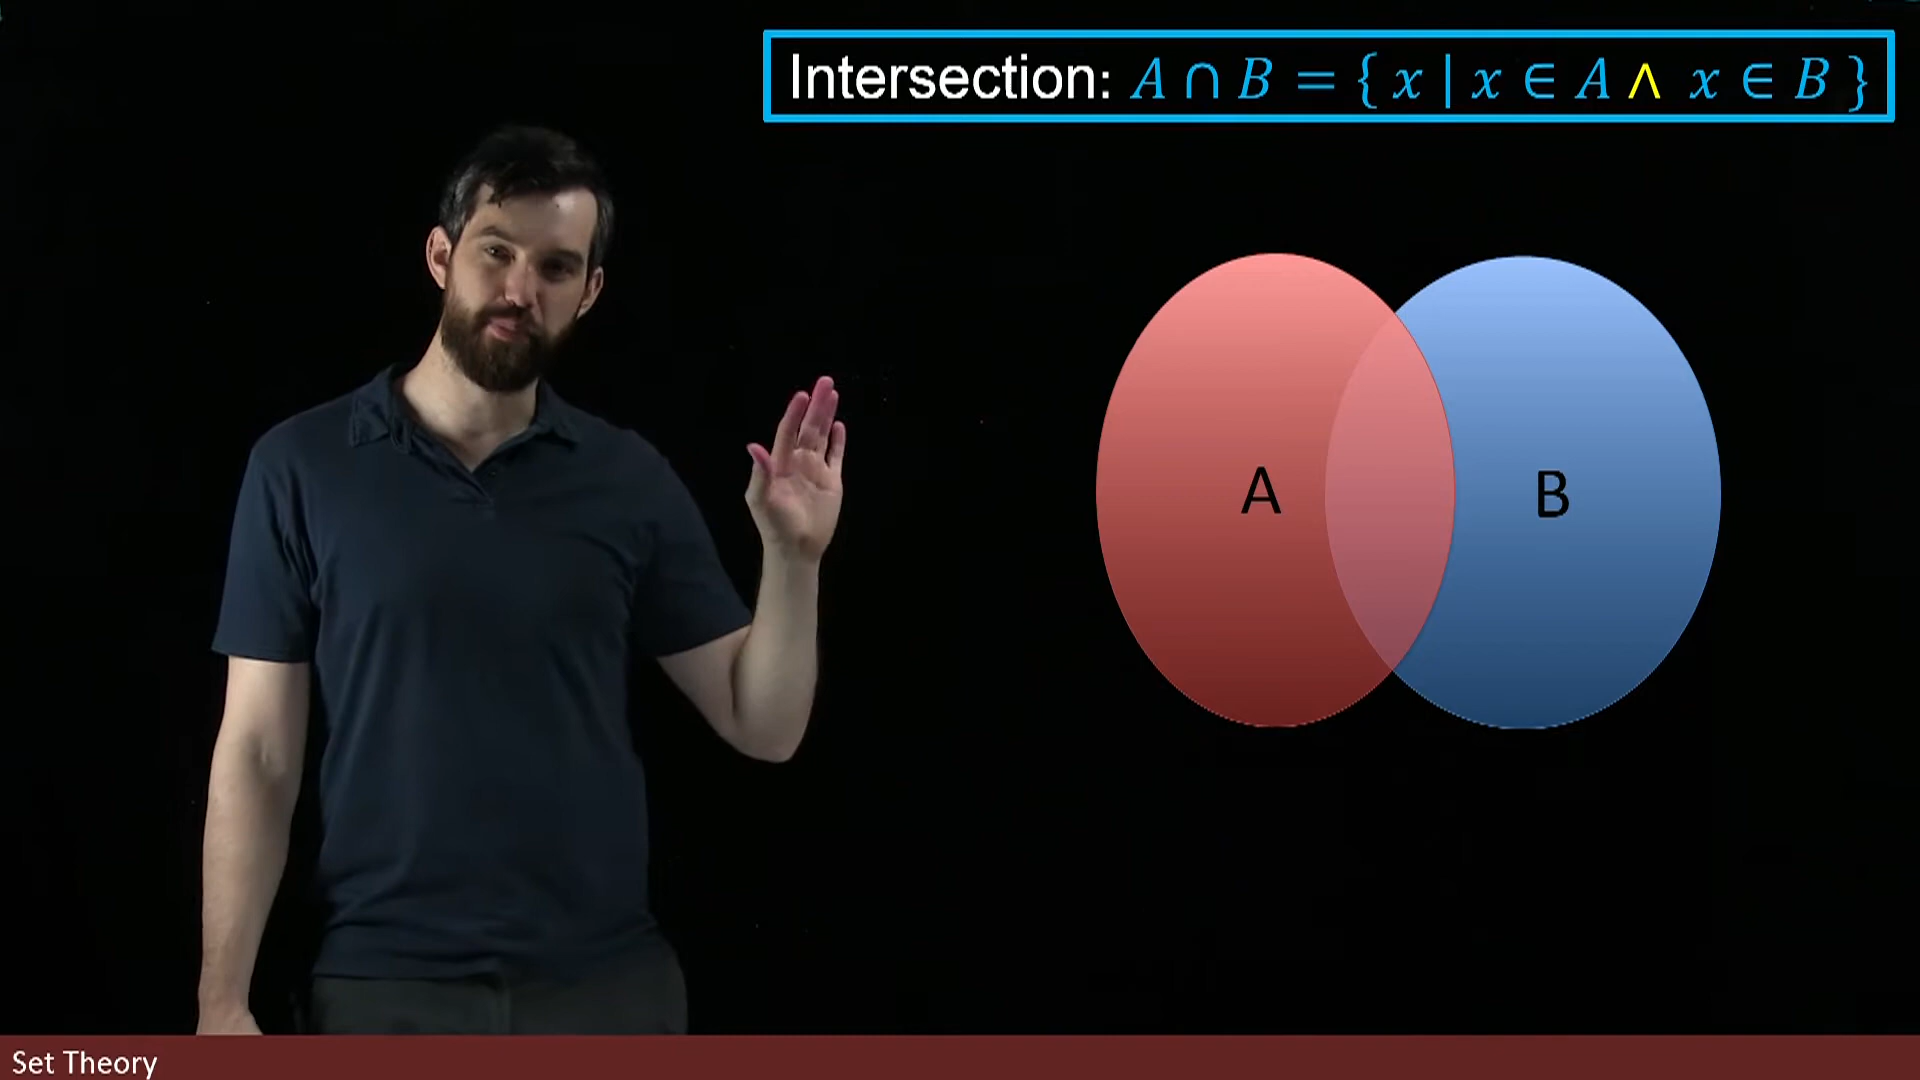 Intersection: A ∩ B = { x | x ∈ A ∧ x ∈ B }
A
B
Set Theory